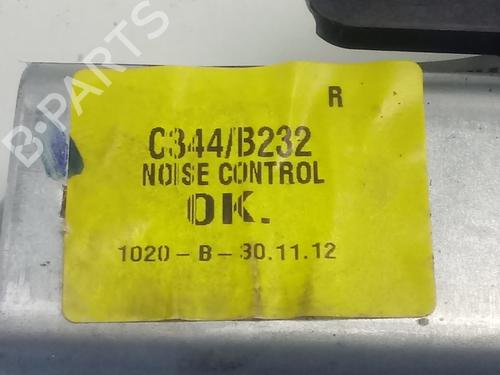 R
C344/B232
NOISE CONTROL
OK.
1020-B-30.11.12
B-PARTS